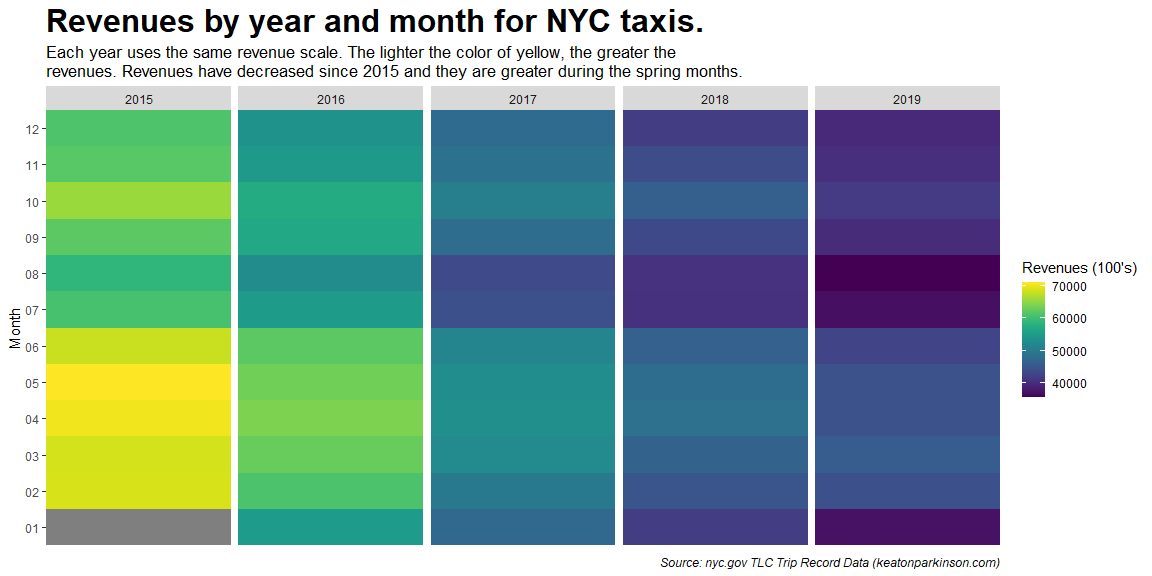 Revenues by year and month for NYC taxis.
Each year uses the same revenue scale. The lighter the color of yellow, the greater the
revenues. Revenues have decreased since 2015 and they are greater during the spring months.
2015 2016 2017 2018 2019
12
11
10
09
08
07
06
05
04
03
02
01
Month
Revenues (100's)
70000
60000
50000
40000
Source: nyc.gov TLC Trip Record Data (keatonparkinson.com)